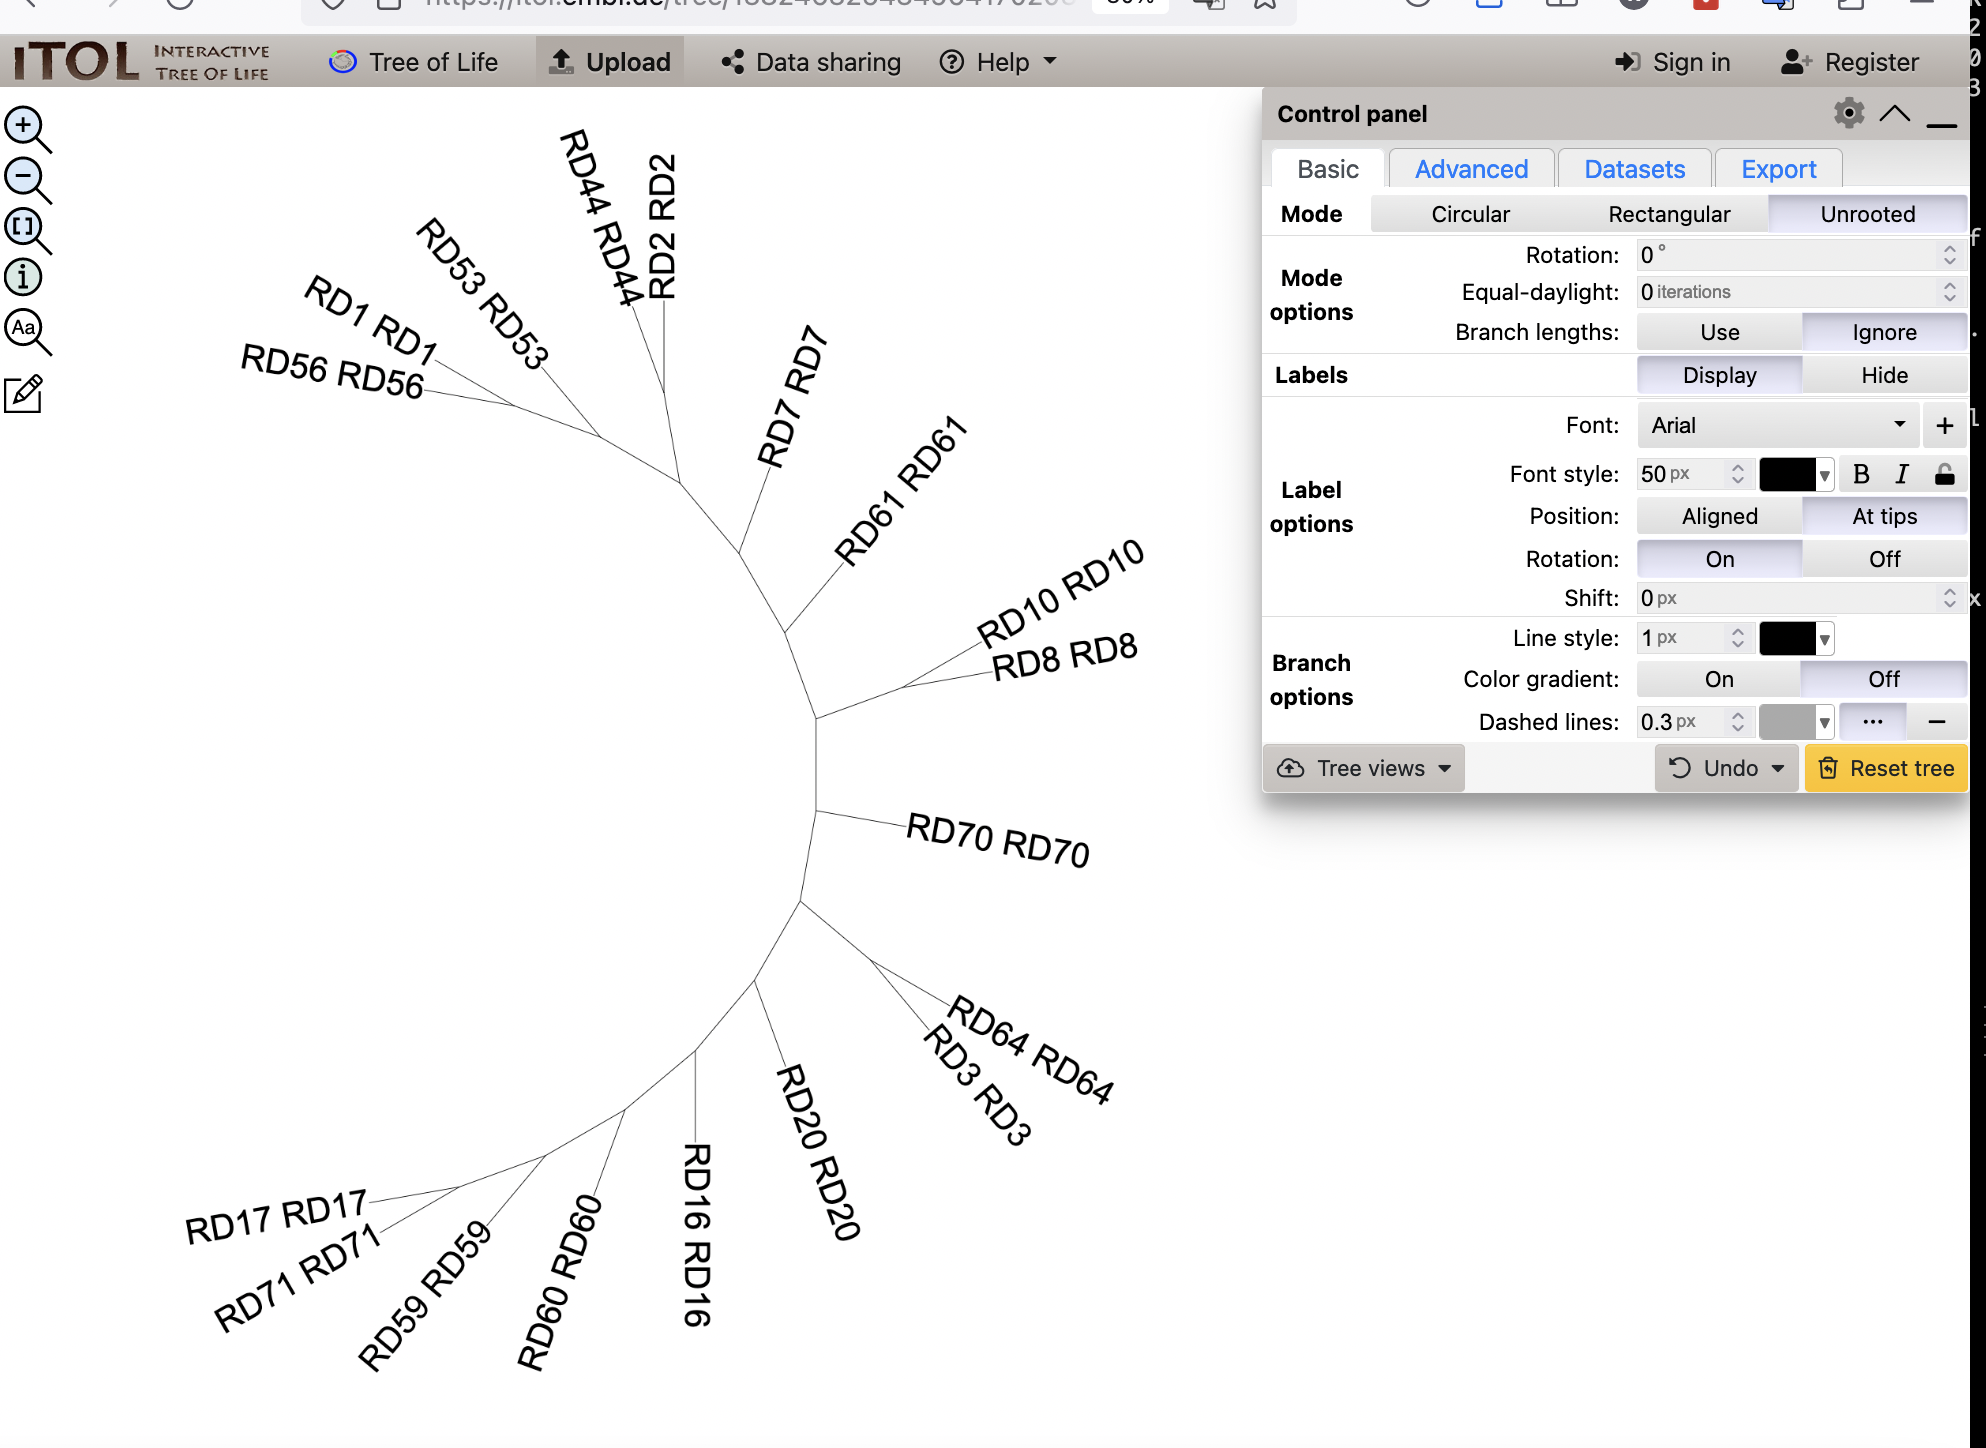 iTOL INTERACTIVE TREE OF LIFE
Tree of Life
Upload
Data sharing
Help
Sign in
Register
RD44 RD44
RD2 RD2
RD53 RD53
RD1 RD1
RD56 RD56
RD7 RD7
RD61 RD61
RD10 RD10
RD8 RD8
RD70 RD70
RD64 RD64
RD3 RD3
RD20 RD20
RD16 RD16
RD60 RD60
RD59 RD59
RD71 RD71
RD17 RD17
Aa
Control panel
Basic Advanced Datasets Export
Mode Circular Rectangular Unrooted
Mode options
Rotation: 0 °
Equal-daylight: 0 iterations
Branch lengths: Use Ignore
Labels Display Hide
Label options
Font: Arial +
Font style: 50 px B I
Position: Aligned At tips
Rotation: On Off
Shift: 0 px
Branch options
Line style: 1 px
Color gradient: On Off
Dashed lines: 0.3 px ··· –
Tree views Undo Reset tree